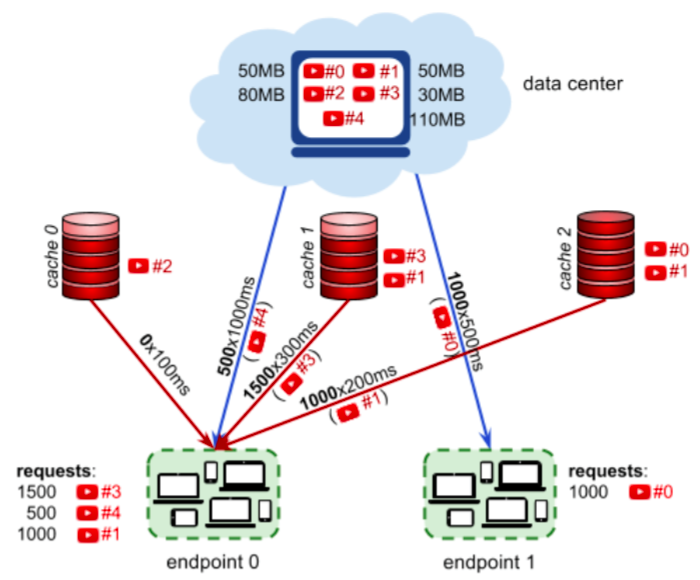 50MB #0 #1 50MB
80MB #2 #3 30MB
#4 110MB
data center
cache 0
#2
cache 1
#3
#1
cache 2
#0
#1
0x100ms
500x1000ms
( #4)
1500x300ms
( #3)
1000x200ms
( #1)
1000x500ms
( #0)
requests:
1500 #3
500 #4
1000 #1
endpoint 0
requests:
1000 #0
endpoint 1